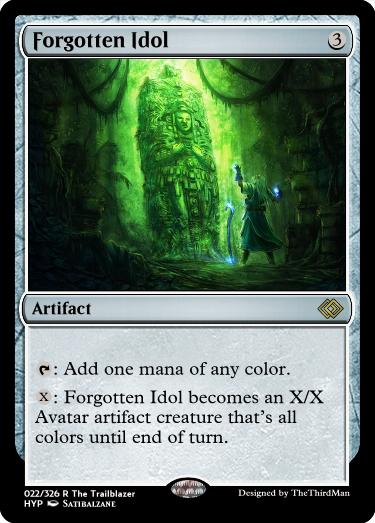 Forgotten Idol 3
Artifact
: Add one mana of any color.
X: Forgotten Idol becomes an X/X
Avatar artifact creature that's all
colors until end of turn.
022/326 R The Trailblazer
HYP SATIBALZANE
Designed by TheThirdMan